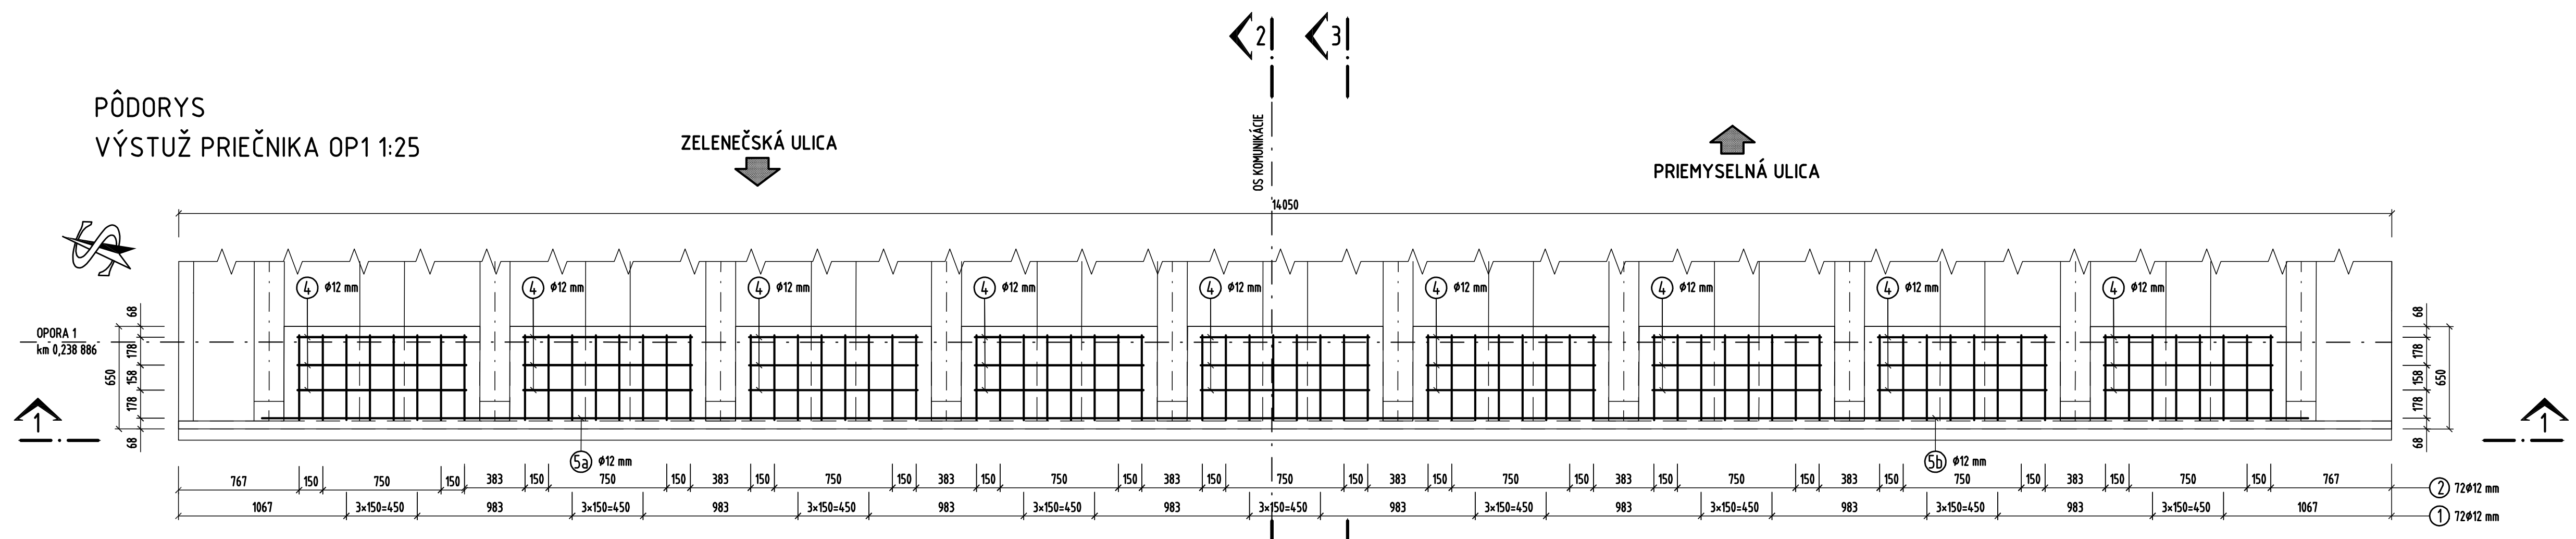 2
3
PÔDORYS
VÝSTUŽ PRIEČNIKA OP1 1:25
ZELENEČSKÁ ULICA
OS KOMUNIKÁCIE
PRIEMYSELNÁ ULICA
14050
4 Ø12 mm 4 Ø12 mm 4 Ø12 mm 4 Ø12 mm 4 Ø12 mm 4 Ø12 mm 4 Ø12 mm 4 Ø12 mm 4 Ø12 mm
OPORA 1
km 0,238 886
650
68
178
158
178
68
68
178
158
178
68
650
1
1
5a Ø12 mm
5b Ø12 mm
767 150 750 150 383 150 750 150 383 150 750 150 383 150 750 150 383 150 750 150 383 150 750 150 383 150 750 150 383 150 750 150 383 150 750 150 767
2 72Ø12 mm
1067 3×150=450 983 3×150=450 983 3×150=450 983 3×150=450 983 3×150=450 983 3×150=450 983 3×150=450 983 3×150=450 983 3×150=450 1067
1 72Ø12 mm